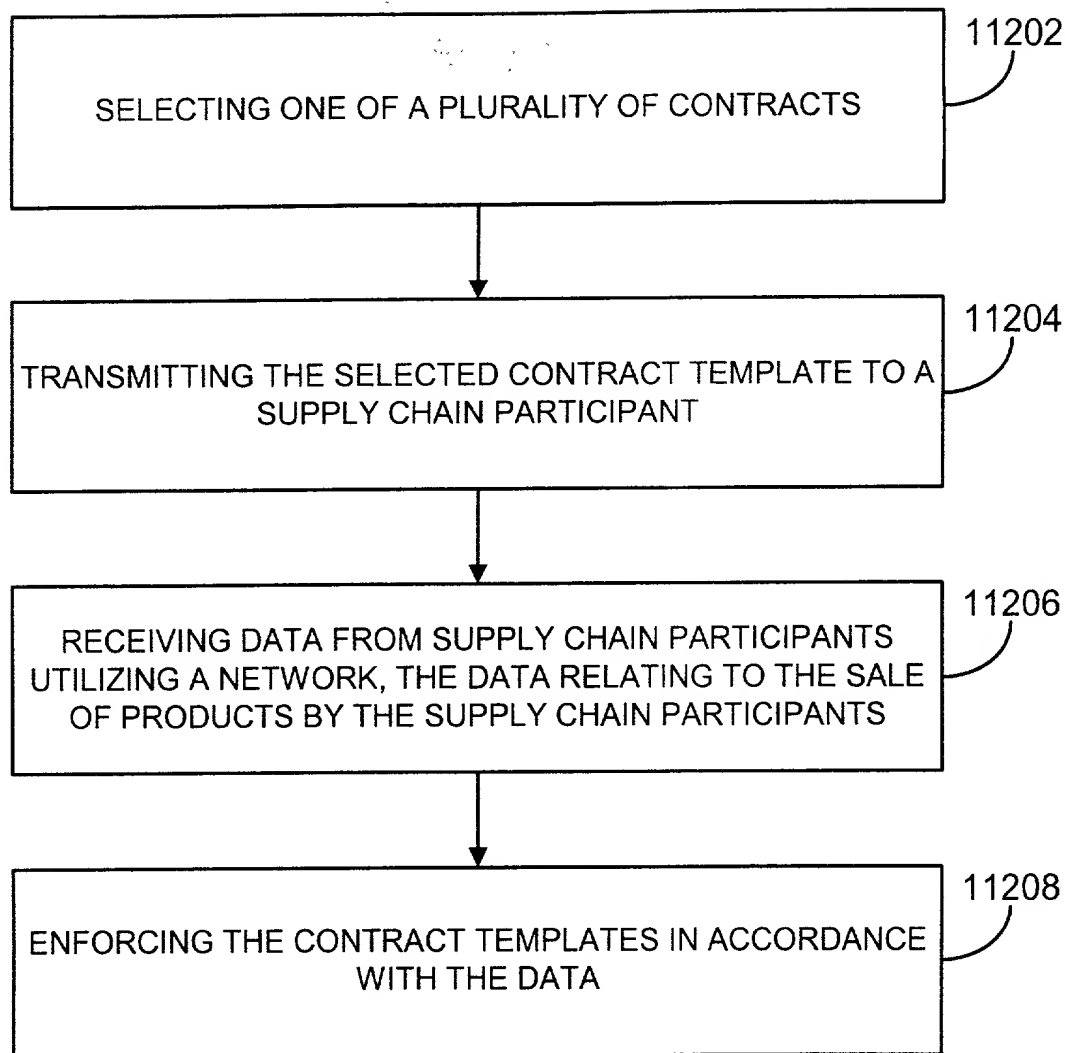 11202
SELECTING ONE OF A PLURALITY OF CONTRACTS
11204
TRANSMITTING THE SELECTED CONTRACT TEMPLATE TO A
SUPPLY CHAIN PARTICIPANT
11206
RECEIVING DATA FROM SUPPLY CHAIN PARTICIPANTS
UTILIZING A NETWORK, THE DATA RELATING TO THE SALE
OF PRODUCTS BY THE SUPPLY CHAIN PARTICIPANTS
11208
ENFORCING THE CONTRACT TEMPLATES IN ACCORDANCE
WITH THE DATA